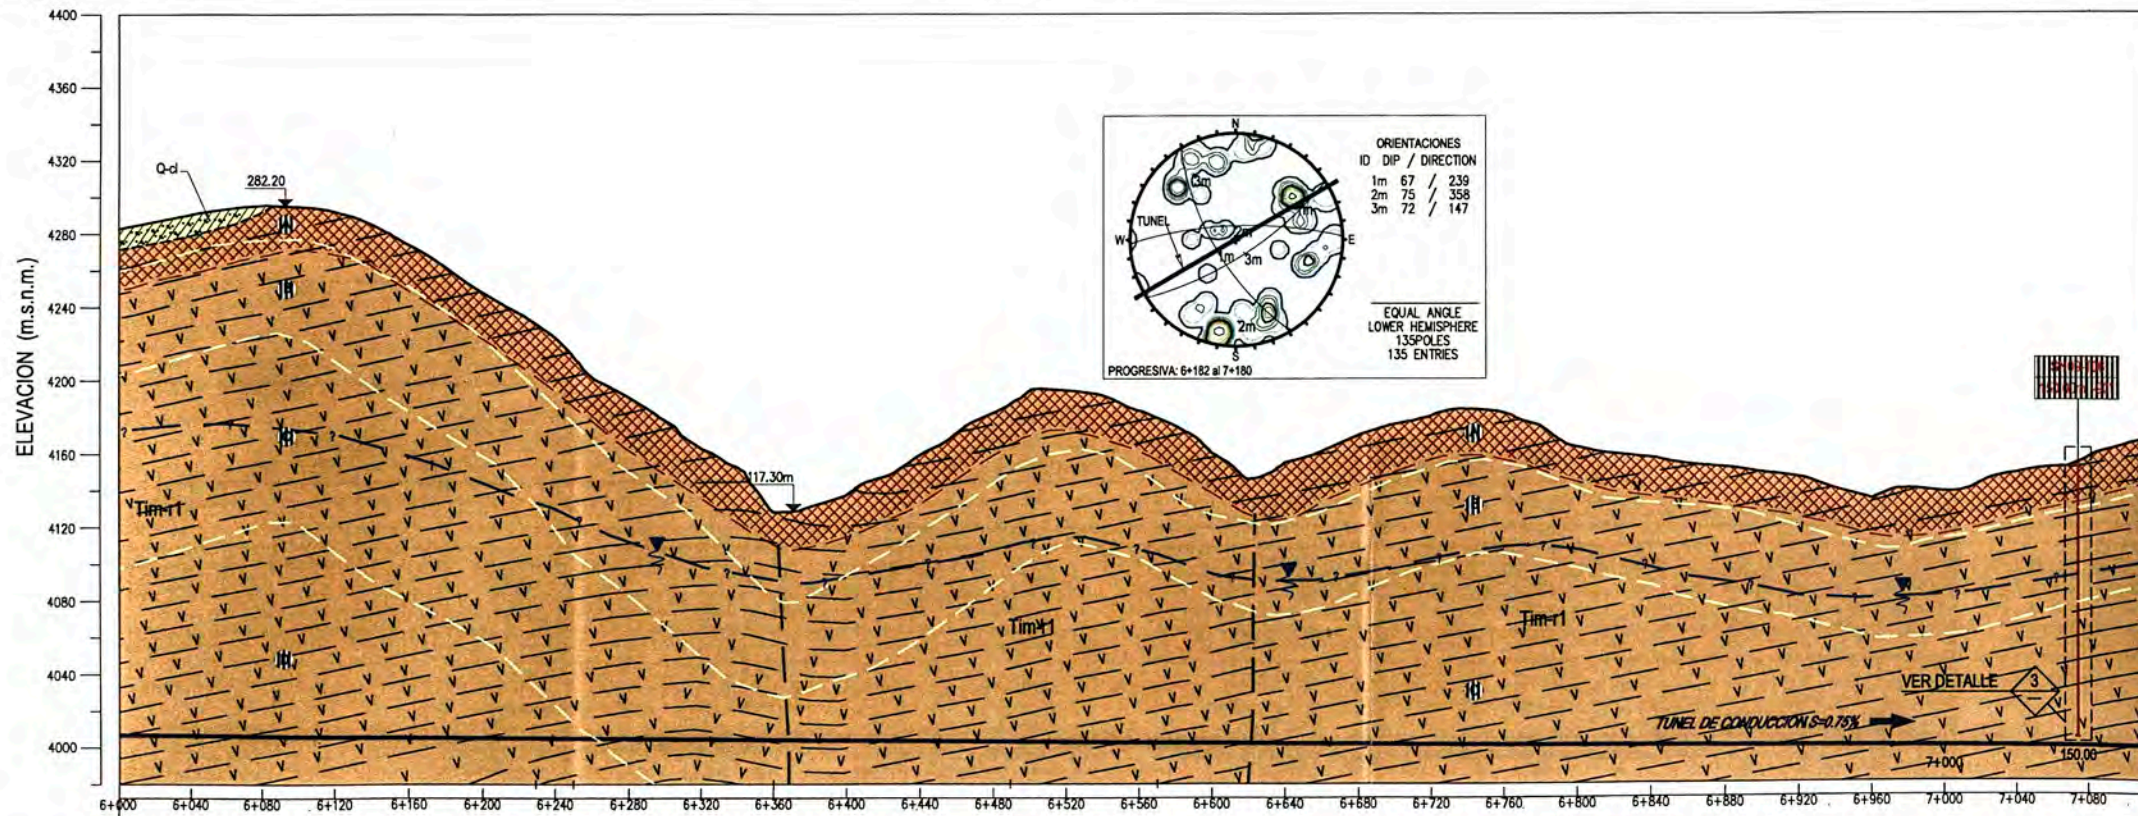 4400
4360
4320
4280
4240
4200
4160
4120
4080
4040
4000
ELEVACION (m.s.n.m.)
Q-cl
282.20
117.30m
N
TUNEL
W
E
S
3m
1m
1m
3m
2m
ORIENTACIONES
ID DIP / DIRECTION
1m 67 / 239
2m 75 / 358
3m 72 / 147
EQUAL ANGLE
LOWER HEMISPHERE
135POLES
135 ENTRIES
PROGRESIVA: 6+182 al 7+180
Tim-r1
Tim-r1
Tim-r1
VER DETALLE
3
TUNEL DE CONDUCCION S=0.75%
7+000
150.00
6+000 6+040 6+080 6+120 6+160 6+200 6+240 6+280 6+320 6+360 6+400 6+440 6+480 6+520 6+560 6+600 6+640 6+680 6+720 6+760. 6+800 6+840 6+880 6+920 6+960 7+000 7+040 7+080